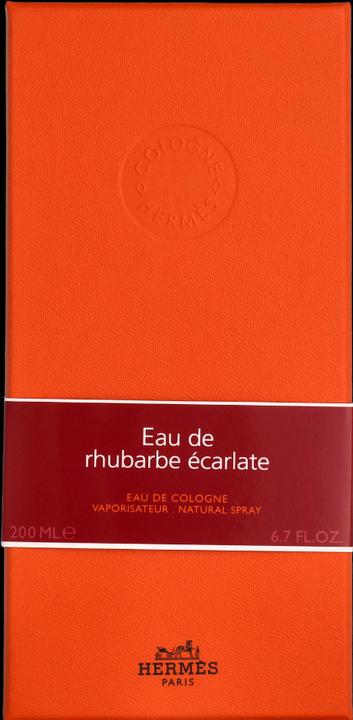 COLOGNE
HERMÈS
Eau de
rhubarbe écarlate
EAU DE COLOGNE
VAPORISATEUR . NATURAL SPRAY
200 ML ℮ 6.7 FL.OZ.
HERMÈS
PARIS